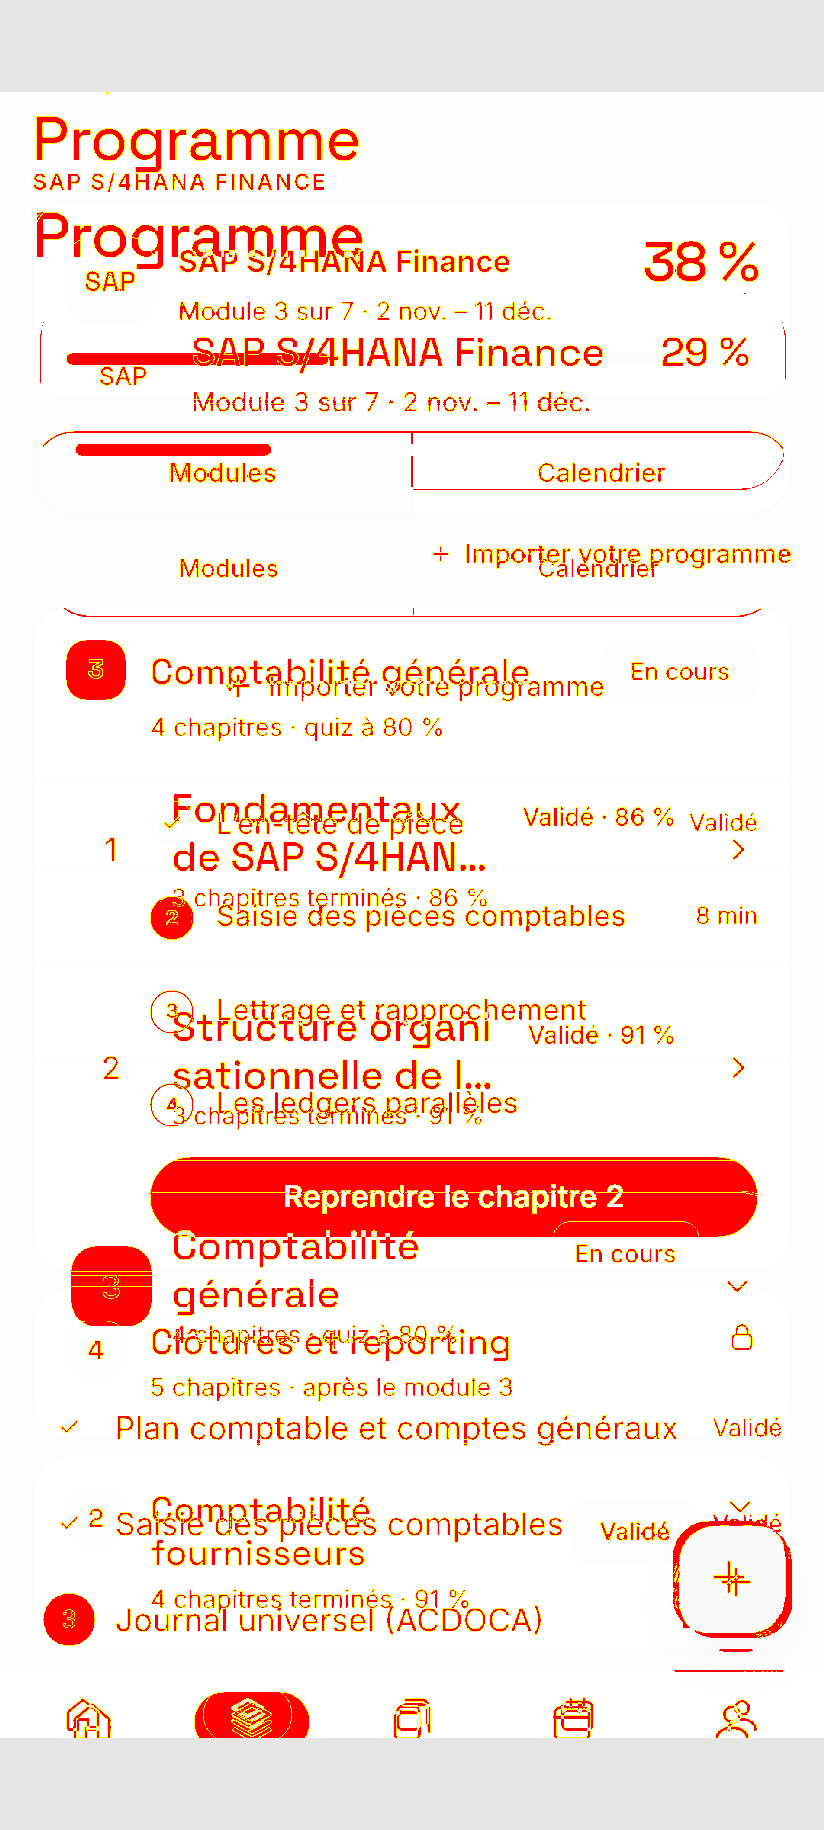 Programme
SAP S/4HANA FINANCE
Programme
SAP
SAP S/4HANA Finance
38 %
Module 3 sur 7 · 2 nov. – 11 déc.
SAP S/4HANA Finance
29 %
SAP
Module 3 sur 7 · 2 nov. – 11 déc.
Modules
Calendrier
+ Importer votre programme
Modules
Calendrier
3
Comptabilité générale
En cours
+ Importer votre programme
4 chapitres · quiz à 80 %
Fondamentaux
L'en-tête de pièce
Validé · 86 %
Validé
1
de SAP S/4HAN...
3 chapitres terminés · 86 %
2
Saisie des pièces comptables
8 min
3
Lettrage et rapprochement
Structure organi
Validé · 91 %
2
sationnelle de l...
4
Les ledgers parallèles
3 chapitres terminés · 91 %
Reprendre le chapitre 2
Comptabilité
En cours
3
générale
4 chapitres · quiz à 80 %
4
Clôtures et reporting
5 chapitres · après le module 3
Plan comptable et comptes généraux
Validé
2
Comptabilité
Saisie des pièces comptables
Validé
Validé
fournisseurs
4 chapitres terminés · 91 %
3
Journal universel (ACDOCA)